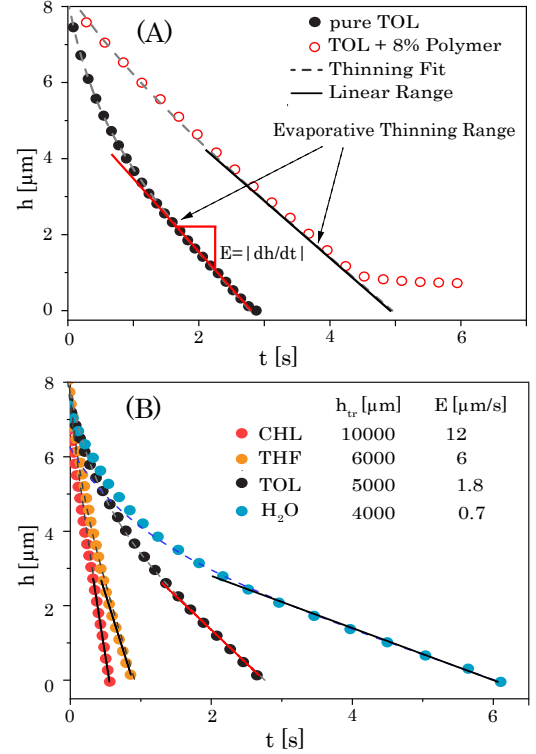 (A)
pure TOL
TOL + 8% Polymer
Thinning Fit
Linear Range
Evaporative Thinning Range
E=|dh/dt|
h [µm]
8
6
4
2
0
0 2 4 6
t [s]
(B)
h_tr [µm] E [µm/s]
CHL 10000 12
THF 6000 6
TOL 5000 1.8
H₂O 4000 0.7
h [µm]
8
6
4
2
0
0 2 4 6
t [s]